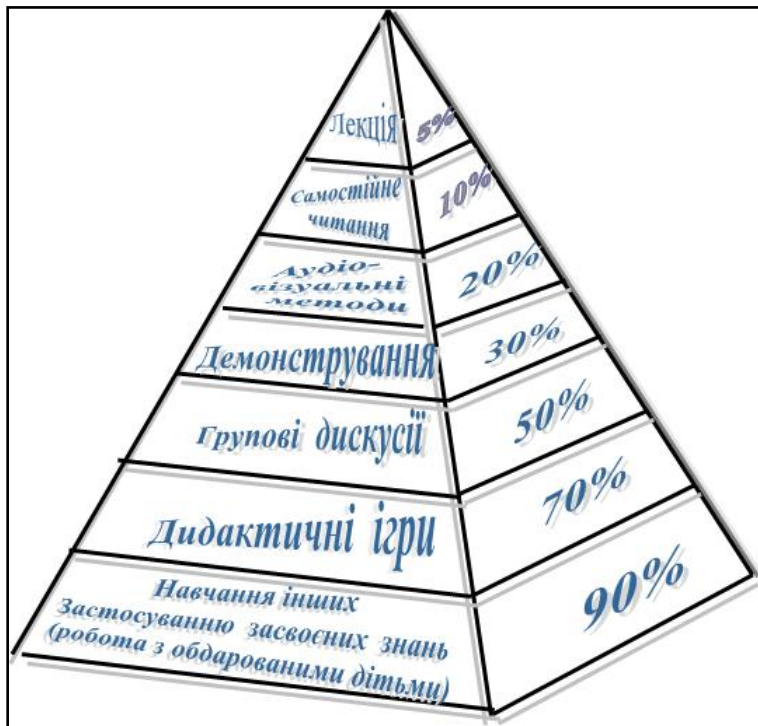 Лекція 5%
Самостійне
читання
10%
Аудіо-
візуальні
методи
20%
Демонстрування 30%
Групові дискусії 50%
Дидактичні ігри 70%
Навчання інших
Застосуванню засвоєних знань
(робота з обдарованими дітьми)
90%